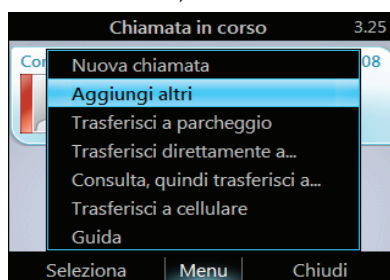 Chiamata in corso 3.25
Nuova chiamata
Aggiungi altri
Trasferisci a parcheggio
Trasferisci direttamente a...
Consulta, quindi trasferisci a...
Trasferisci a cellulare
Guida
Seleziona Menu Chiudi